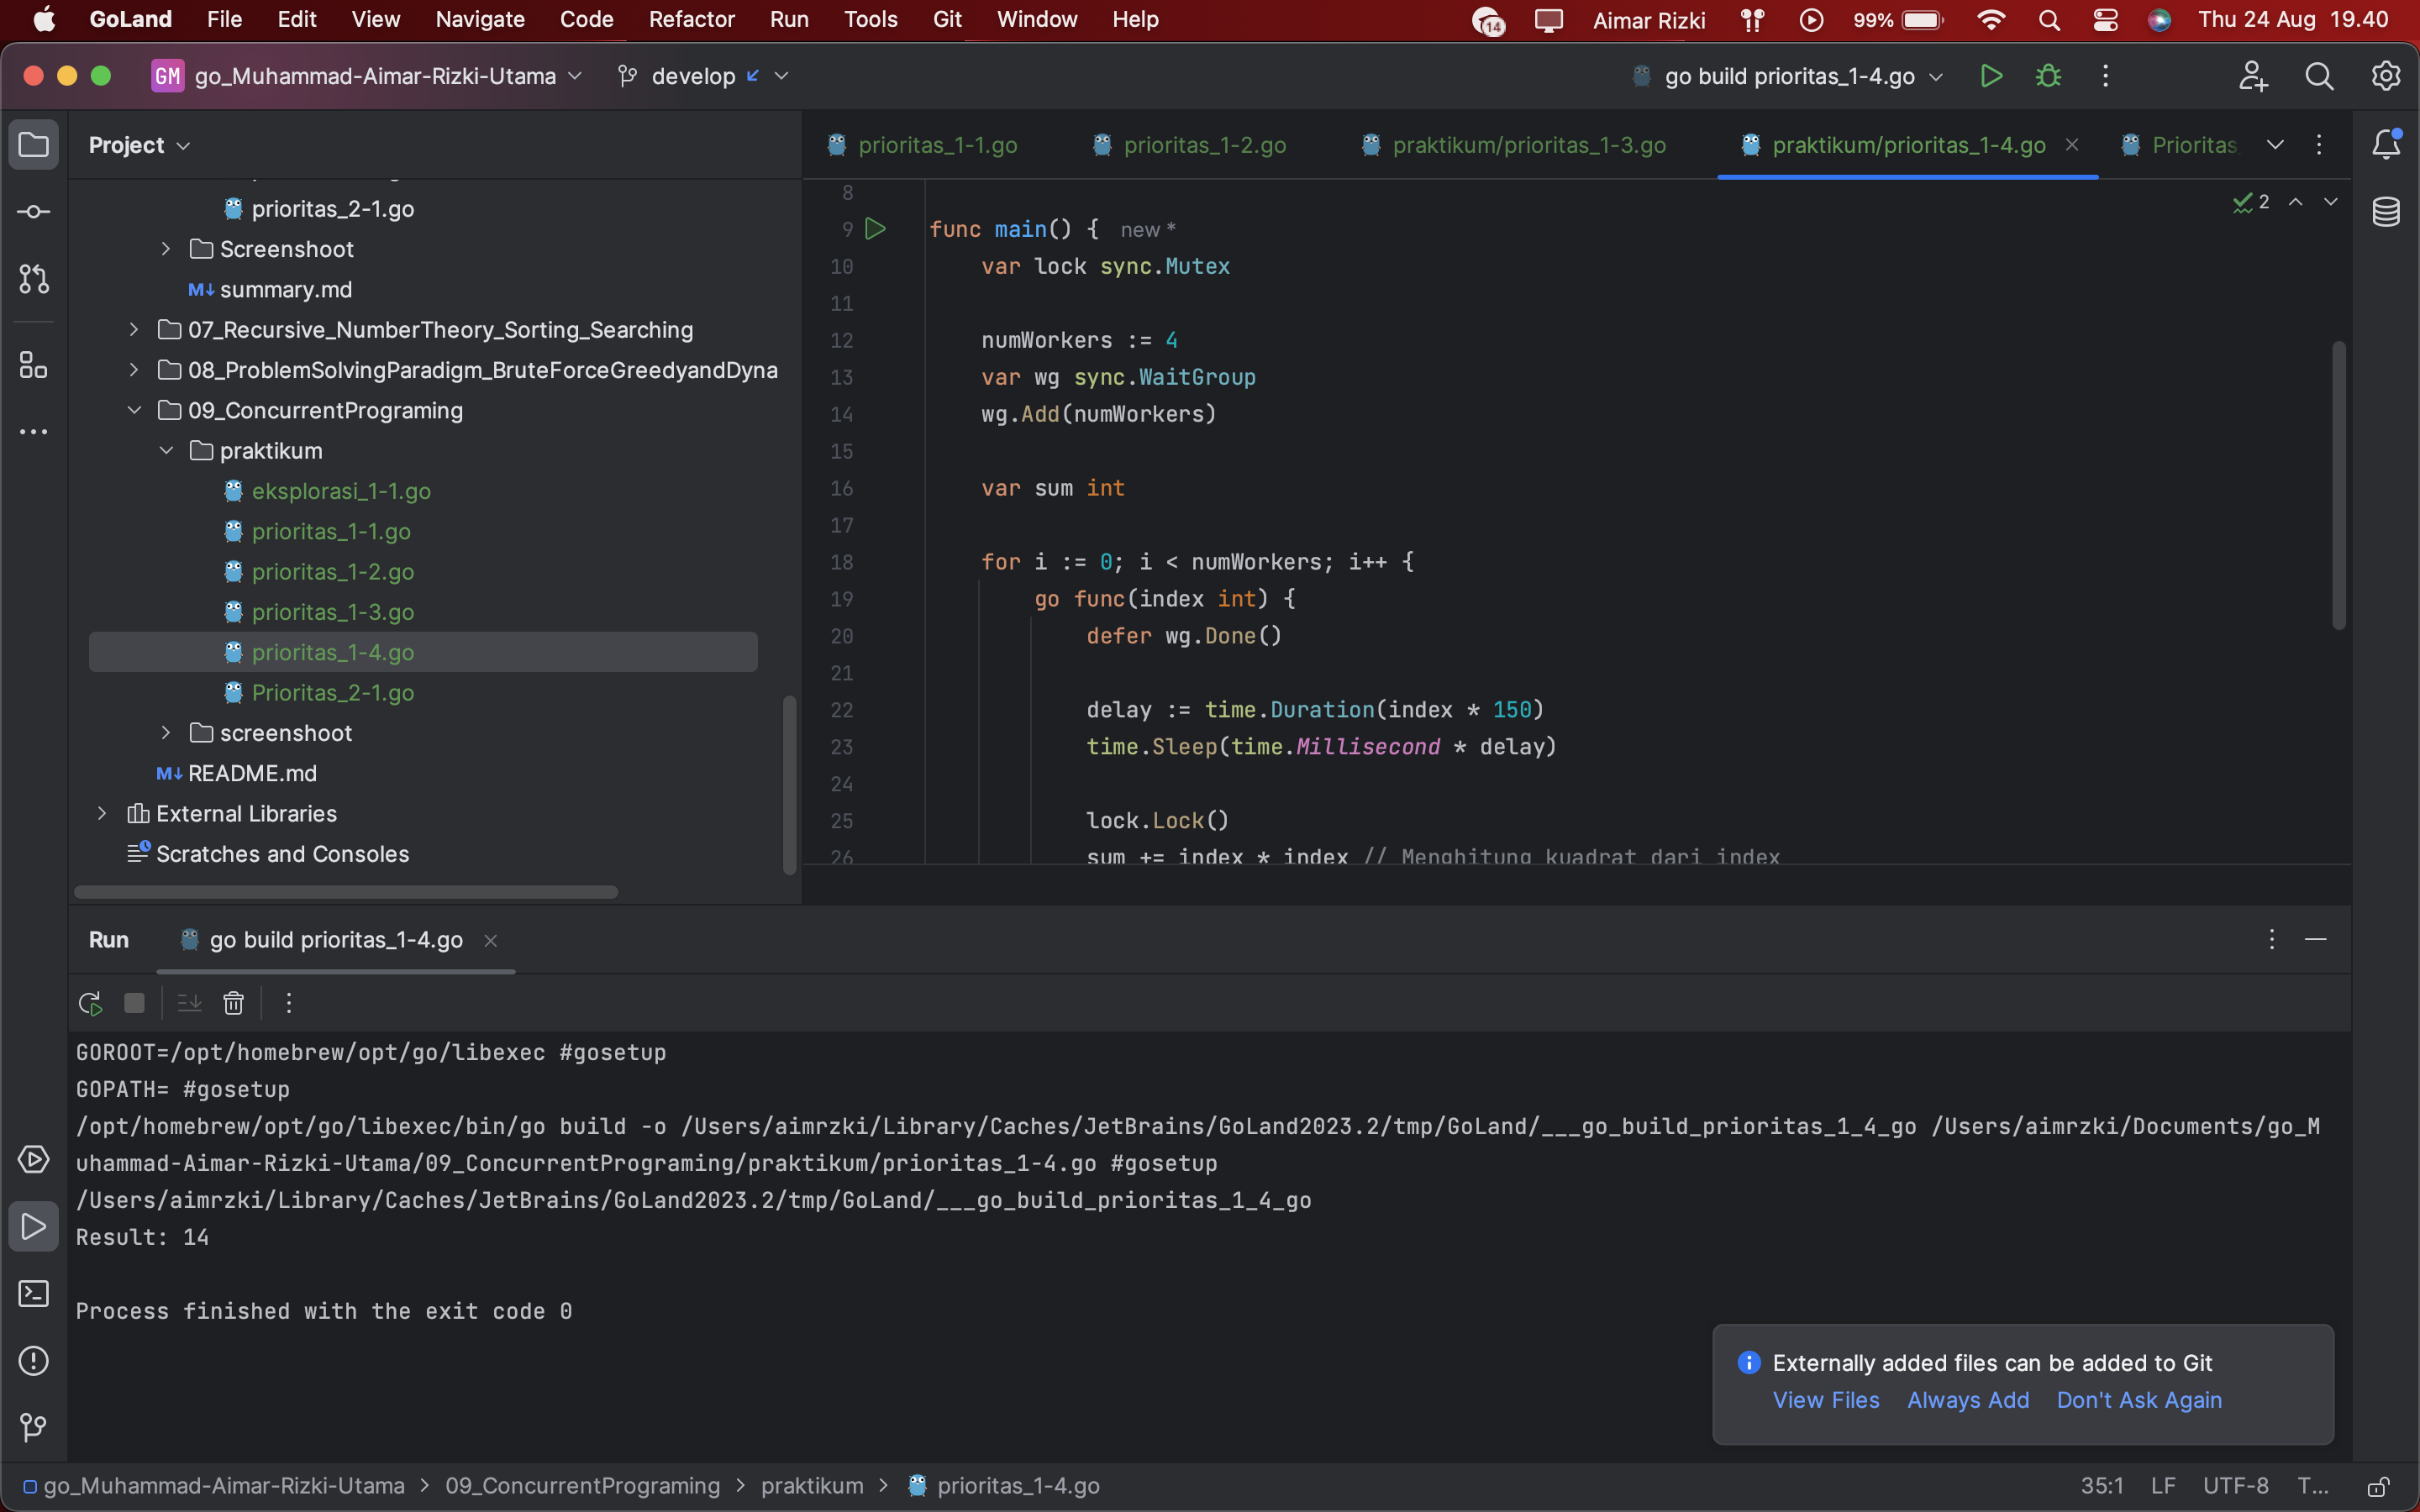 GoLand File Edit View Navigate Code Refactor Run Tools Git Window Help 14 Aimar Rizki 99% Thu 24 Aug 19.40
GM go_Muhammad-Aimar-Rizki-Utama develop go build prioritas_1-4.go
Project
prioritas_1-1.go prioritas_1-2.go praktikum/prioritas_1-3.go praktikum/prioritas_1-4.go Prioritas
prioritas_2-1.go
Screenshoot
M↓ summary.md
07_Recursive_NumberTheory_Sorting_Searching
08_ProblemSolvingParadigm_BruteForceGreedyandDyna
09_ConcurrentPrograming
praktikum
eksplorasi_1-1.go
prioritas_1-1.go
prioritas_1-2.go
prioritas_1-3.go
prioritas_1-4.go
Prioritas_2-1.go
screenshoot
M↓ README.md
External Libraries
Scratches and Consoles
2
8
9 func main() { new *
10 var lock sync.Mutex
11
12 numWorkers := 4
13 var wg sync.WaitGroup
14 wg.Add(numWorkers)
15
16 var sum int
17
18 for i := 0; i < numWorkers; i++ {
19 go func(index int) {
20 defer wg.Done()
21
22 delay := time.Duration(index * 150)
23 time.Sleep(time.Millisecond * delay)
24
25 lock.Lock()
26 sum += index * index // Menghitung kuadrat dari index
Run go build prioritas_1-4.go
GOROOT=/opt/homebrew/opt/go/libexec #gosetup
GOPATH= #gosetup
/opt/homebrew/opt/go/libexec/bin/go build -o /Users/aimrzki/Library/Caches/JetBrains/GoLand2023.2/tmp/GoLand/___go_build_prioritas_1_4_go /Users/aimrzki/Documents/go_M
uhammad-Aimar-Rizki-Utama/09_ConcurrentPrograming/praktikum/prioritas_1-4.go #gosetup
/Users/aimrzki/Library/Caches/JetBrains/GoLand2023.2/tmp/GoLand/___go_build_prioritas_1_4_go
Result: 14
Process finished with the exit code 0
Externally added files can be added to Git
View Files Always Add Don't Ask Again
go_Muhammad-Aimar-Rizki-Utama > 09_ConcurrentPrograming > praktikum > prioritas_1-4.go 35:1 LF UTF-8 T...